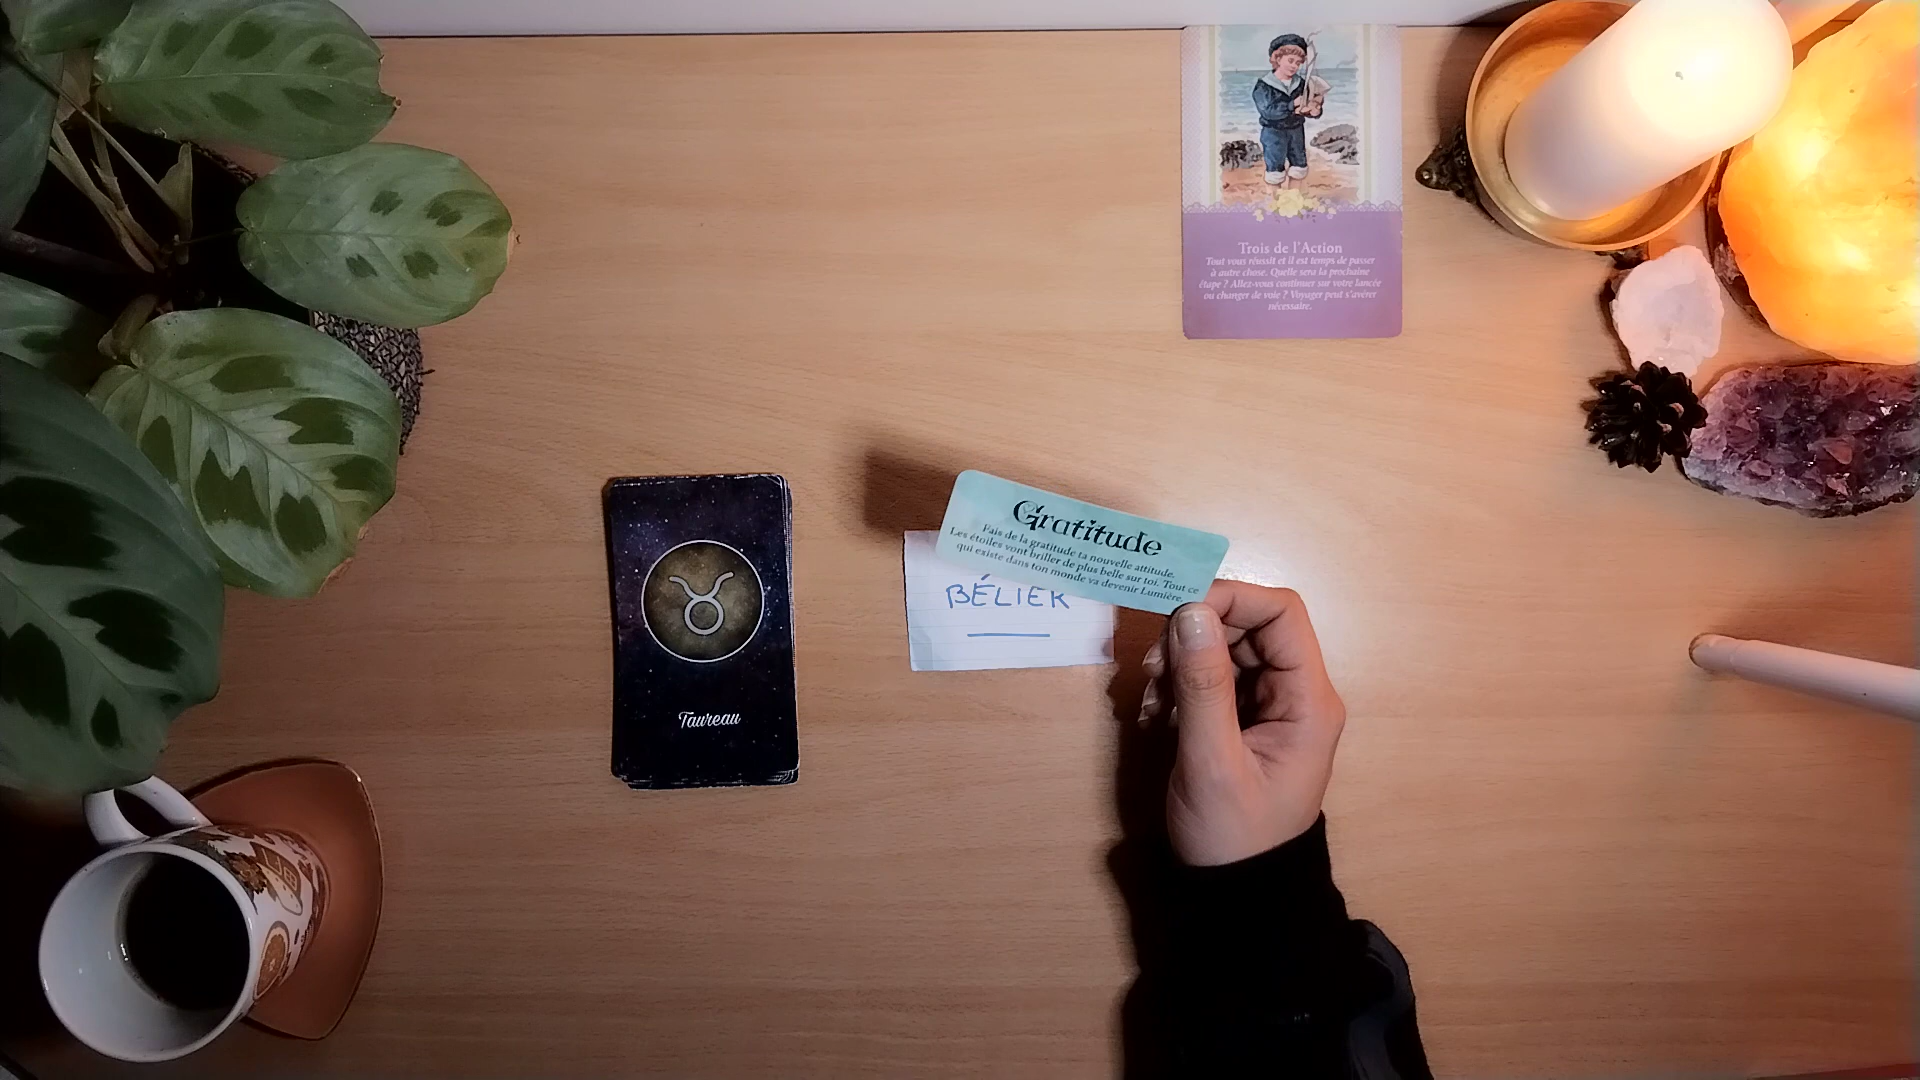 Trois de l'Action
Tout vous réussit et il est temps de passer
à autre chose. Quelle sera la prochaine
étape ? Allez-vous continuer sur votre lancée
ou changer de voie ? Voyager peut s'avérer
nécessaire.
Gratitude
Fais de la gratitude ta nouvelle attitude.
Les étoiles vont briller de plus belle sur toi. Tout ce
qui existe dans ton monde va devenir Lumière.
BÉLIER
Taureau